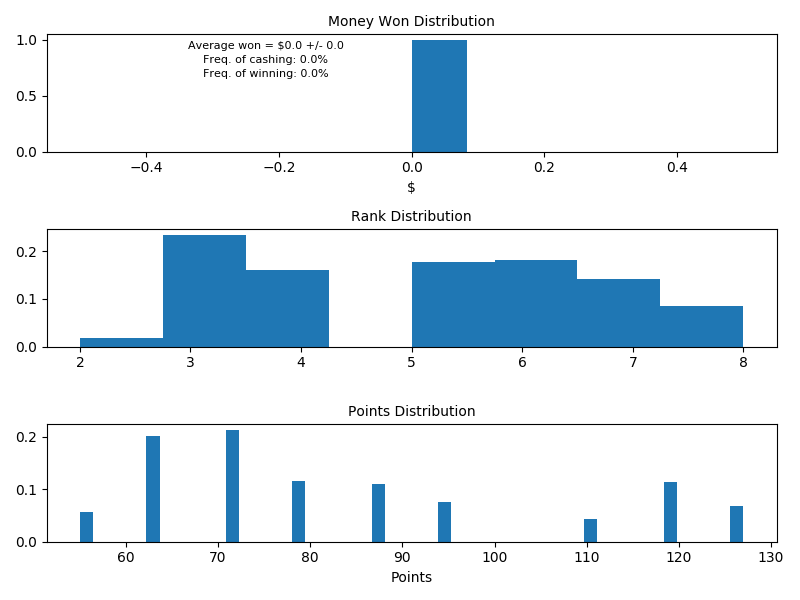 Money Won Distribution
1.0
Average won = $0.0 +/- 0.0
Freq. of cashing: 0.0%
Freq. of winning: 0.0%
0.5
0.0
−0.4 −0.2 0.0 0.2 0.4
$
Rank Distribution
0.2
0.1
0.0
2 3 4 5 6 7 8
Points Distribution
0.2
0.1
0.0
60 70 80 90 100 110 120 130
Points